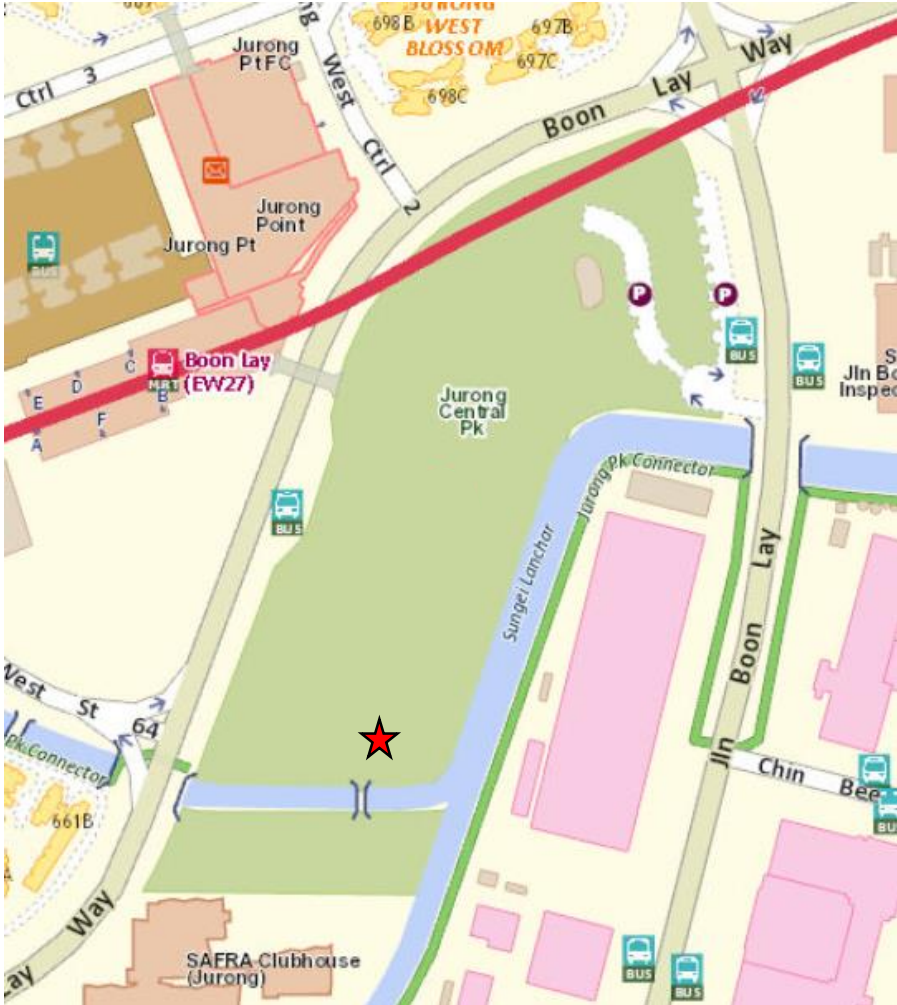 698B
JURONG
WEST
BLOSSOM
697B
697C
698C
Ctrl 3
Jurong
Pt FC
West Ctrl 2
Boon Lay Way
Jurong
Point
Jurong Pt
BUS
Boon Lay
(EW27)
MRT
A
B
C
D
E
F
P
P
BUS
BUS
Jln Bo
Inspec
Jurong
Central
Pk
Jurong Pk Connector
BUS
Sungei Lanchar
Jln Boon Lay
West St 64
Pk Connector
661B
Chin Bee
BUS
BUS
Way
Lay
SAFRA Clubhouse
(Jurong)
BUS
BUS